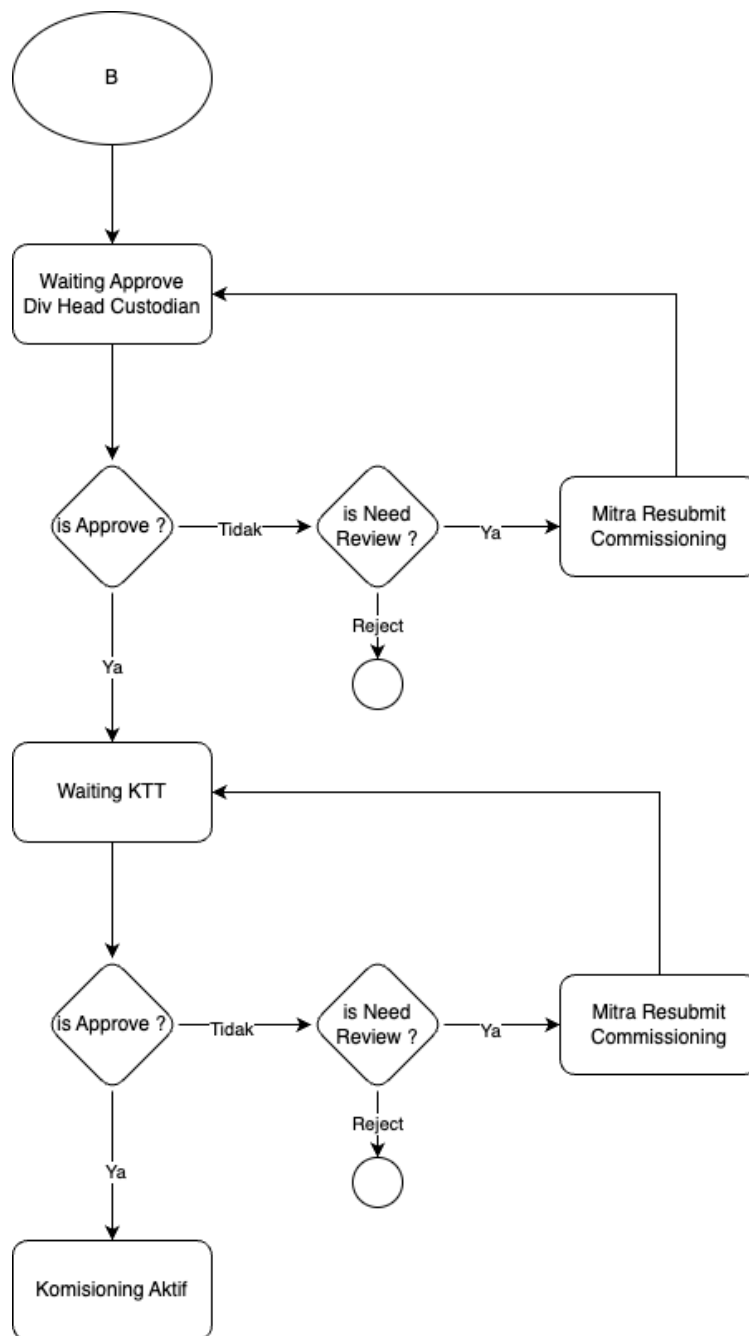 B
Waiting Approve
Div Head Custodian
is Approve ?
Tidak
is Need
Review ?
Ya
Mitra Resubmit
Commissioning
Reject
Ya
Waiting KTT
is Approve ?
Tidak
is Need
Review ?
Ya
Mitra Resubmit
Commissioning
Reject
Ya
Komisioning Aktif